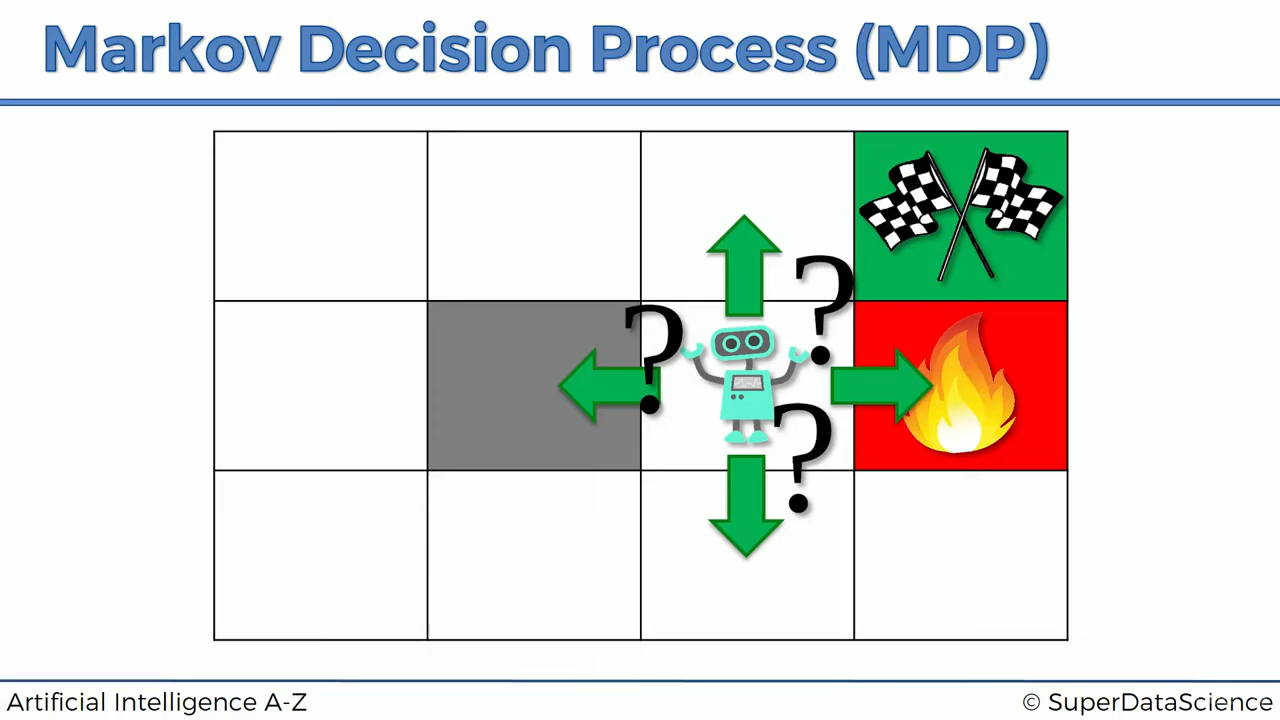 Markov Decision Process (MDP)
?
?
?
Artificial Intelligence A-Z
© SuperDataScience